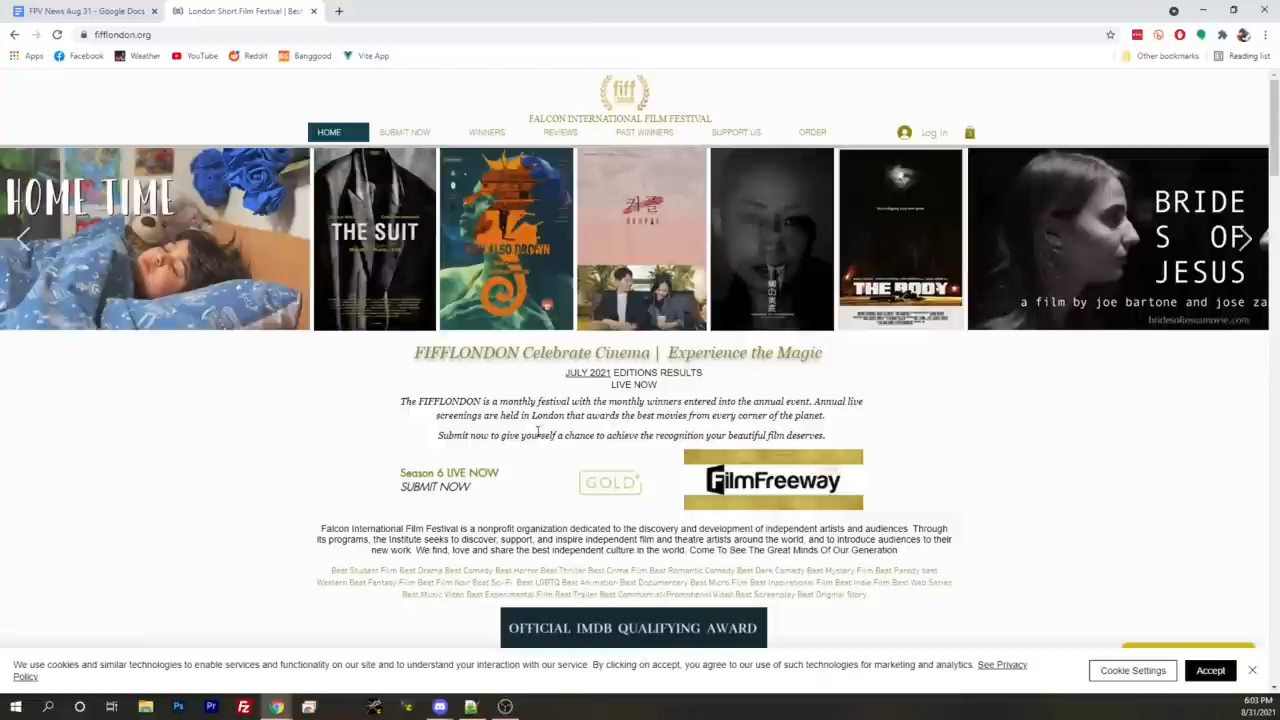 FPV News Aug 31 - Google Docs
London Short Film Festival | Bes
fifflondon.org
Apps
Facebook
Weather
YouTube
Reddit
Banggood
Vite App
Other bookmarks
Reading list
fiff
FALCON INTERNATIONAL FILM FESTIVAL
HOME
SUBMIT NOW
WINNERS
REVIEWS
PAST WINNERS
SUPPORT US
ORDER
Log In
HOME TIME
THE SUIT
ALSO DROWN
THE BODY
BRIDE
S OF
JESUS
a film by joe bartone and jose za
bridesofjesusmovie.com
FIFFLONDON Celebrate Cinema | Experience the Magic
JULY 2021 EDITIONS RESULTS
LIVE NOW
The FIFFLONDON is a monthly festival with the monthly winners entered into the annual event. Annual live
screenings are held in London that awards the best movies from every corner of the planet.
Submit now to give yourself a chance to achieve the recognition your beautiful film deserves.
Season 6 LIVE NOW
SUBMIT NOW
GOLD
FilmFreeway
Falcon International Film Festival is a nonprofit organization dedicated to the discovery and development of independent artists and audiences Through
its programs, the Institute seeks to discover, support, and inspire independent film and theatre artists around the world, and to introduce audiences to their
new work. We find, love and share the best independent culture in the world. Come To See The Great Minds Of Our Generation
Best Student Film Best Drama Best Comedy Best Horror Best Thriller Best Crime Film Best Romantic Comedy Best Dark Comedy Best Mystery Film Best Parody best
Western Best Fantasy Film Best Film Noir Best Sci-Fi Best LGBTQ Best Animation Best Documentary Best Micro Film Best Inspirational Film Best Indie Film Best Web Series
Best Music Video Best Experimental Film Best Trailer Best Commercial/Promotional Video Best Screenplay Best Original Story
OFFICIAL IMDB QUALIFYING AWARD
We use cookies and similar technologies to enable services and functionality on our site and to understand your interaction with our service. By clicking on accept, you agree to our use of such technologies for marketing and analytics. See Privacy
Policy
Cookie Settings
Accept
6:03 PM
8/31/2021